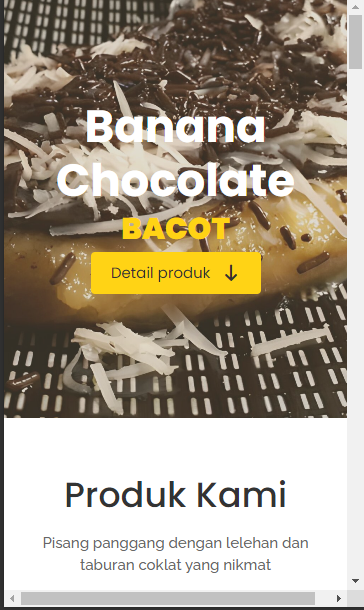 Banana
Chocolate
BACOT
Detail produk
Produk Kami
Pisang panggang dengan lelehan dan
taburan coklat yang nikmat